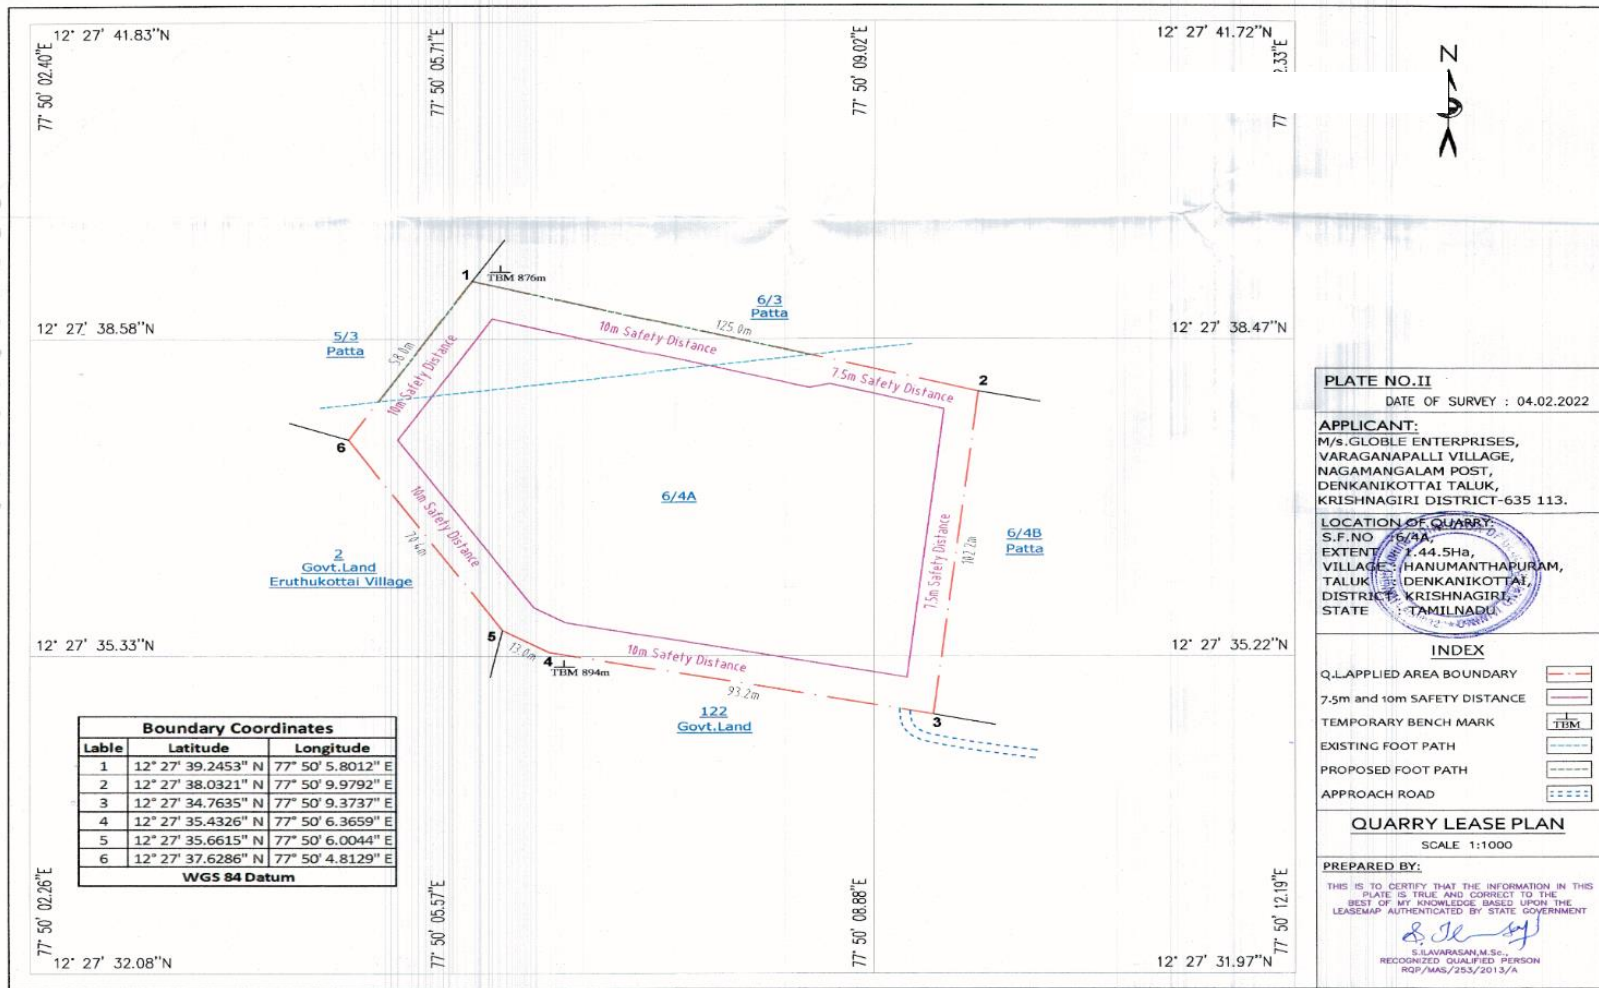 12° 27' 41.83"N
12° 27' 41.72"N
77° 50' 02.40"E
77° 50' 05.71"E
77° 50' 09.02"E
77°
2.33"E
N
1
TBM 876m
6/3
Patta
125.0m
10m Safety Distance
12° 27' 38.58"N
12° 27' 38.47"N
5/3
Patta
58.0m
10m Safety Distance
7.5m Safety Distance
2
6
6/4A
10m Safety Distance
70.4m
7.5m Safety Distance
102.2m
6/4B
Patta
2
Govt.Land
Eruthukottai Village
5
13.0m
4
TBM 894m
10m Safety Distance
93.2m
3
12° 27' 35.33"N
12° 27' 35.22"N
122
Govt.Land
Boundary Coordinates
Lable Latitude Longitude
1 12° 27' 39.2453" N 77° 50' 5.8012" E
2 12° 27' 38.0321" N 77° 50' 9.9792" E
3 12° 27' 34.7635" N 77° 50' 9.3737" E
4 12° 27' 35.4326" N 77° 50' 6.3659" E
5 12° 27' 35.6615" N 77° 50' 6.0044" E
6 12° 27' 37.6286" N 77° 50' 4.8129" E
WGS 84 Datum
77° 50' 02.26"E
77° 50' 05.57"E
77° 50' 08.88"E
77° 50' 12.19"E
12° 27' 32.08"N
12° 27' 31.97"N
PLATE NO.II
DATE OF SURVEY : 04.02.2022
APPLICANT:
M/s.GLOBLE ENTERPRISES,
VARAGANAPALLI VILLAGE,
NAGAMANGALAM POST,
DENKANIKOTTAI TALUK,
KRISHNAGIRI DISTRICT-635 113.
LOCATION OF QUARRY:
S.F.NO : 6/4A,
EXTENT : 1.44.5Ha,
VILLAGE : HANUMANTHAPURAM,
TALUK : DENKANIKOTTAI,
DISTRICT : KRISHNAGIRI,
STATE : TAMILNADU
INDEX
Q.L.APPLIED AREA BOUNDARY
7.5m and 10m SAFETY DISTANCE
TEMPORARY BENCH MARK TBM
EXISTING FOOT PATH
PROPOSED FOOT PATH
APPROACH ROAD
QUARRY LEASE PLAN
SCALE 1:1000
PREPARED BY:
THIS IS TO CERTIFY THAT THE INFORMATION IN THIS
PLATE IS TRUE AND CORRECT TO THE
BEST OF MY KNOWLEDGE BASED UPON THE
LEASEMAP AUTHENTICATED BY STATE GOVERNMENT
S.ILAVARASAN,M.Sc.,
RECOGNIZED QUALIFIED PERSON
RQP/MAS/253/2013/A